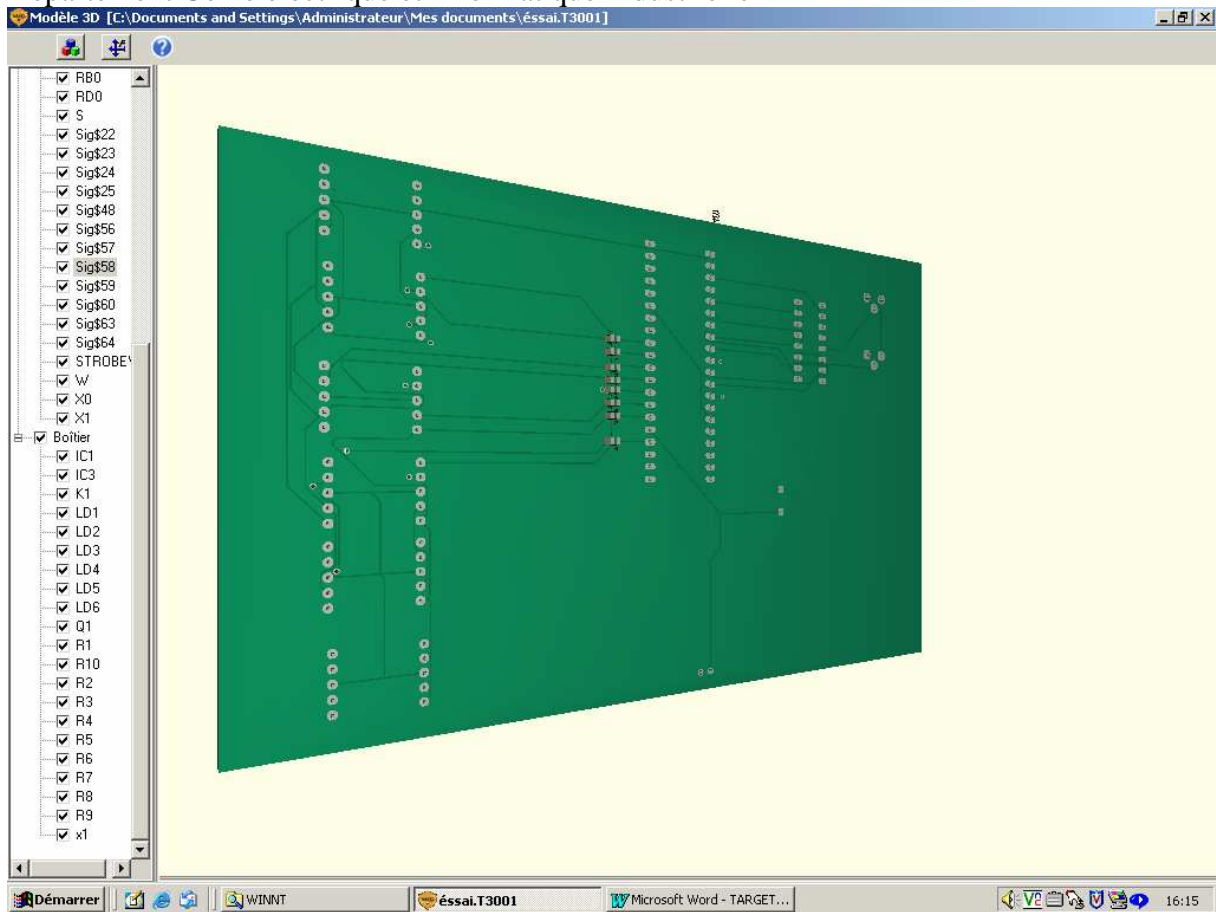 Modèle 3D [C:\Documents and Settings\Administrateur\Mes documents\éssai.T3001]
RB0
RD0
S
Sig$22
Sig$23
Sig$24
Sig$25
Sig$48
Sig$56
Sig$57
Sig$58
Sig$59
Sig$60
Sig$63
Sig$64
STROBE
W
X0
X1
Boîtier
IC1
IC3
K1
LD1
LD2
LD3
LD4
LD5
LD6
Q1
R1
R10
R2
R3
R4
R5
R6
R7
R8
R9
x1
Démarrer
WINNT
éssai.T3001
Microsoft Word - TARGET...
16:15